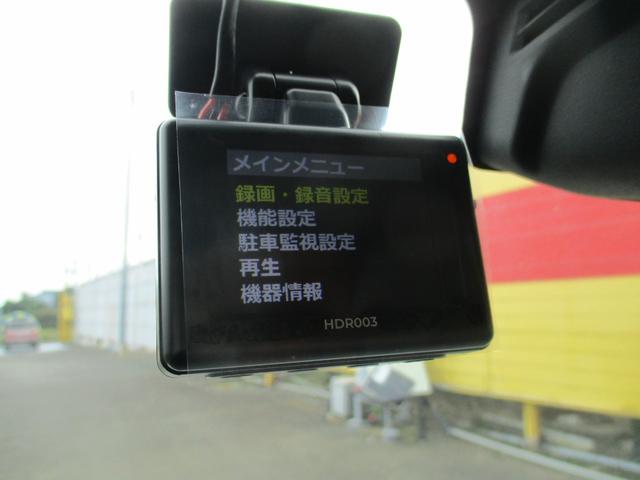 メインメニュー
録画・録音設定
機能設定
駐車監視設定
再生
機器情報
HDR003